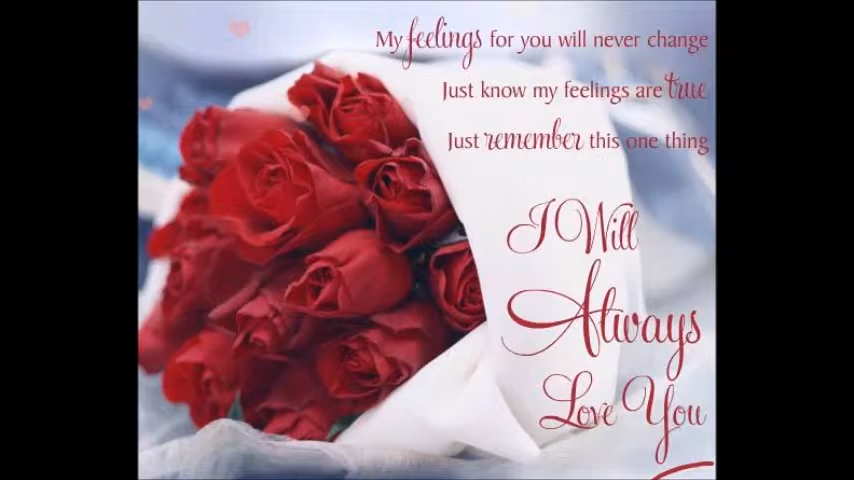 My feelings for you will never change
Just know my feelings are true
Just remember this one thing
I Will
Always
Love You